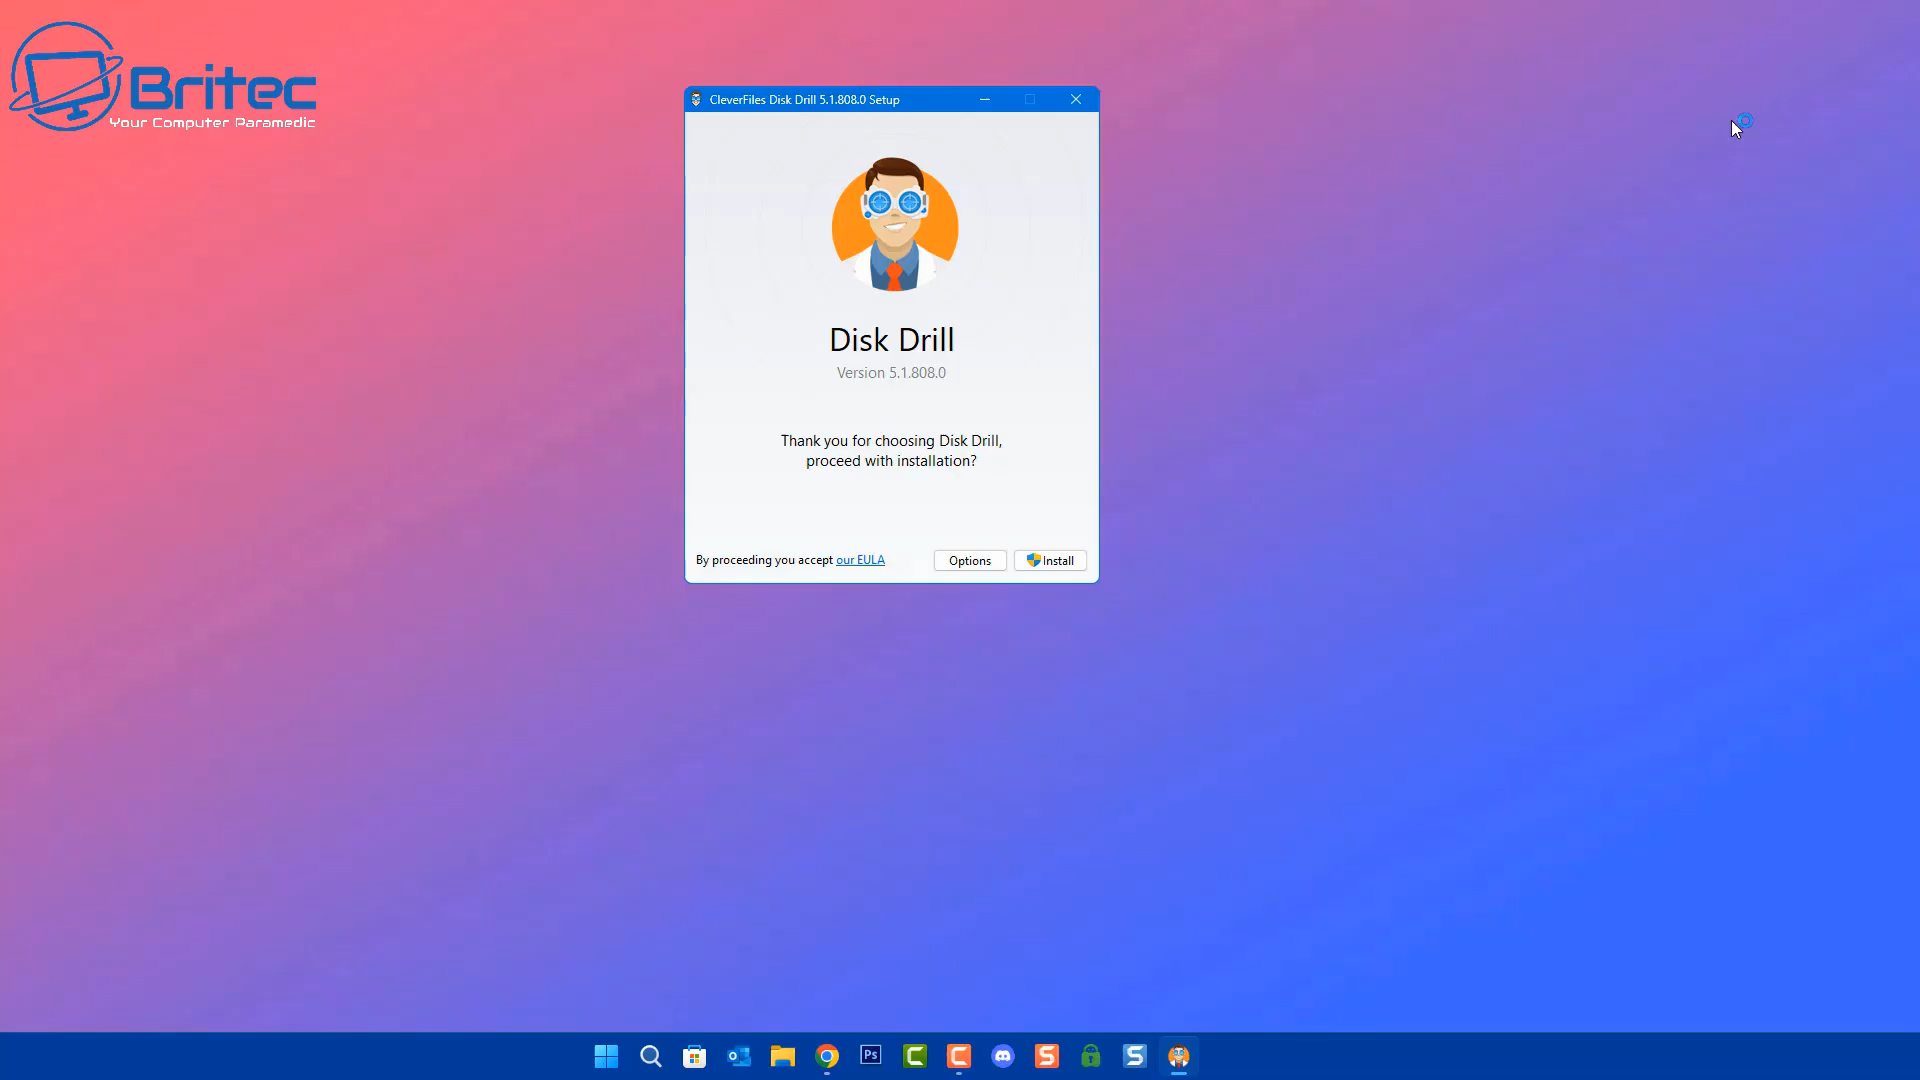 Britec
Your Computer Paramedic
CleverFiles Disk Drill 5.1.808.0 Setup
Disk Drill
Version 5.1.808.0
Thank you for choosing Disk Drill,
proceed with installation?
By proceeding you accept our EULA
Options
Install
Ps